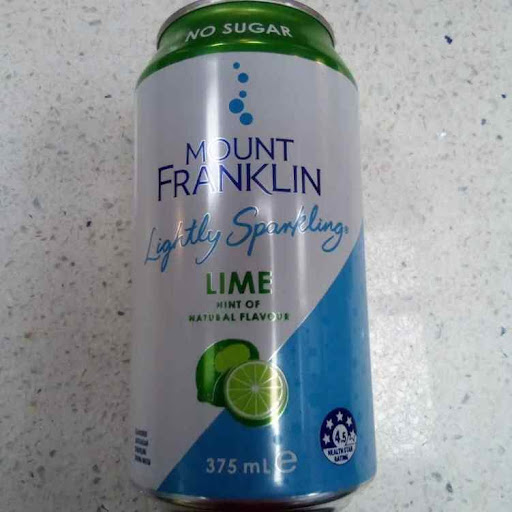 NO SUGAR
MOUNT
FRANKLIN
Lightly Sparkling®
LIME
HINT OF
NATURAL FLAVOUR
4.5
HEALTH STAR
RATING
375 mL e